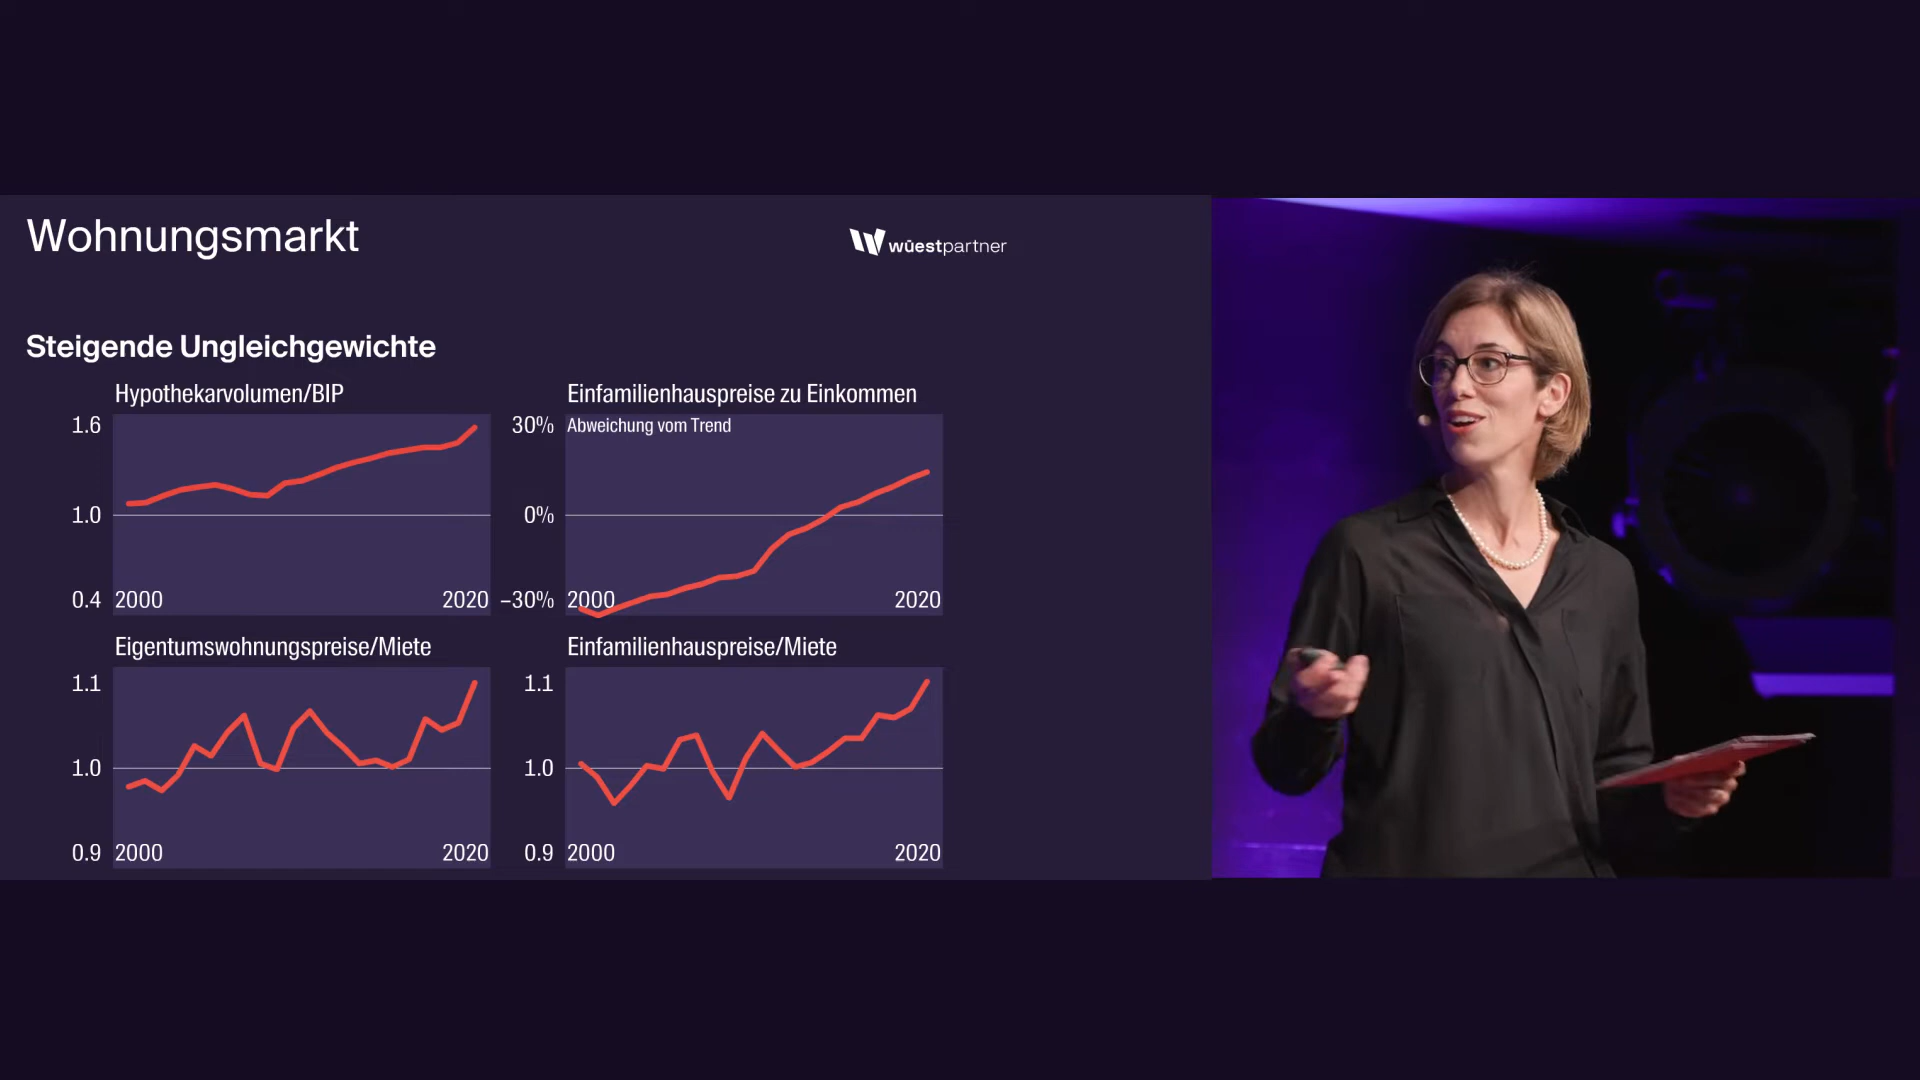 Wohnungsmarkt
wüestpartner
Steigende Ungleichgewichte
Hypothekarvolumen/BIP
1.6
1.0
0.4
2000
2020
Einfamilienhauspreise zu Einkommen
Abweichung vom Trend
30%
0%
−30%
2000
2020
Eigentumswohnungspreise/Miete
1.1
1.0
0.9
2000
2020
Einfamilienhauspreise/Miete
1.1
1.0
0.9
2000
2020